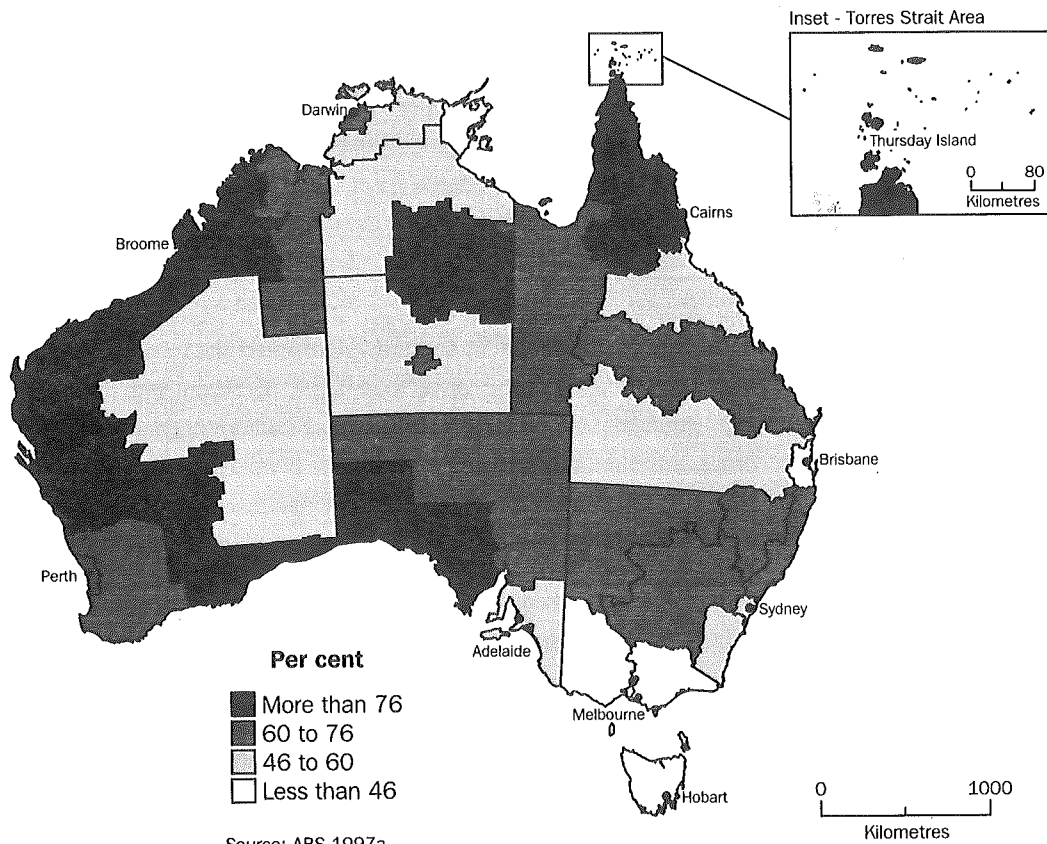 Inset - Torres Strait Area
Darwin
Thursday Island
0 80
Kilometres
Cairns
Broome
Brisbane
Perth
Sydney
Adelaide
Per cent
More than 76
60 to 76
46 to 60
Less than 46
Melbourne
Hobart
0 1000
Kilometres
Source: ABS 1997a